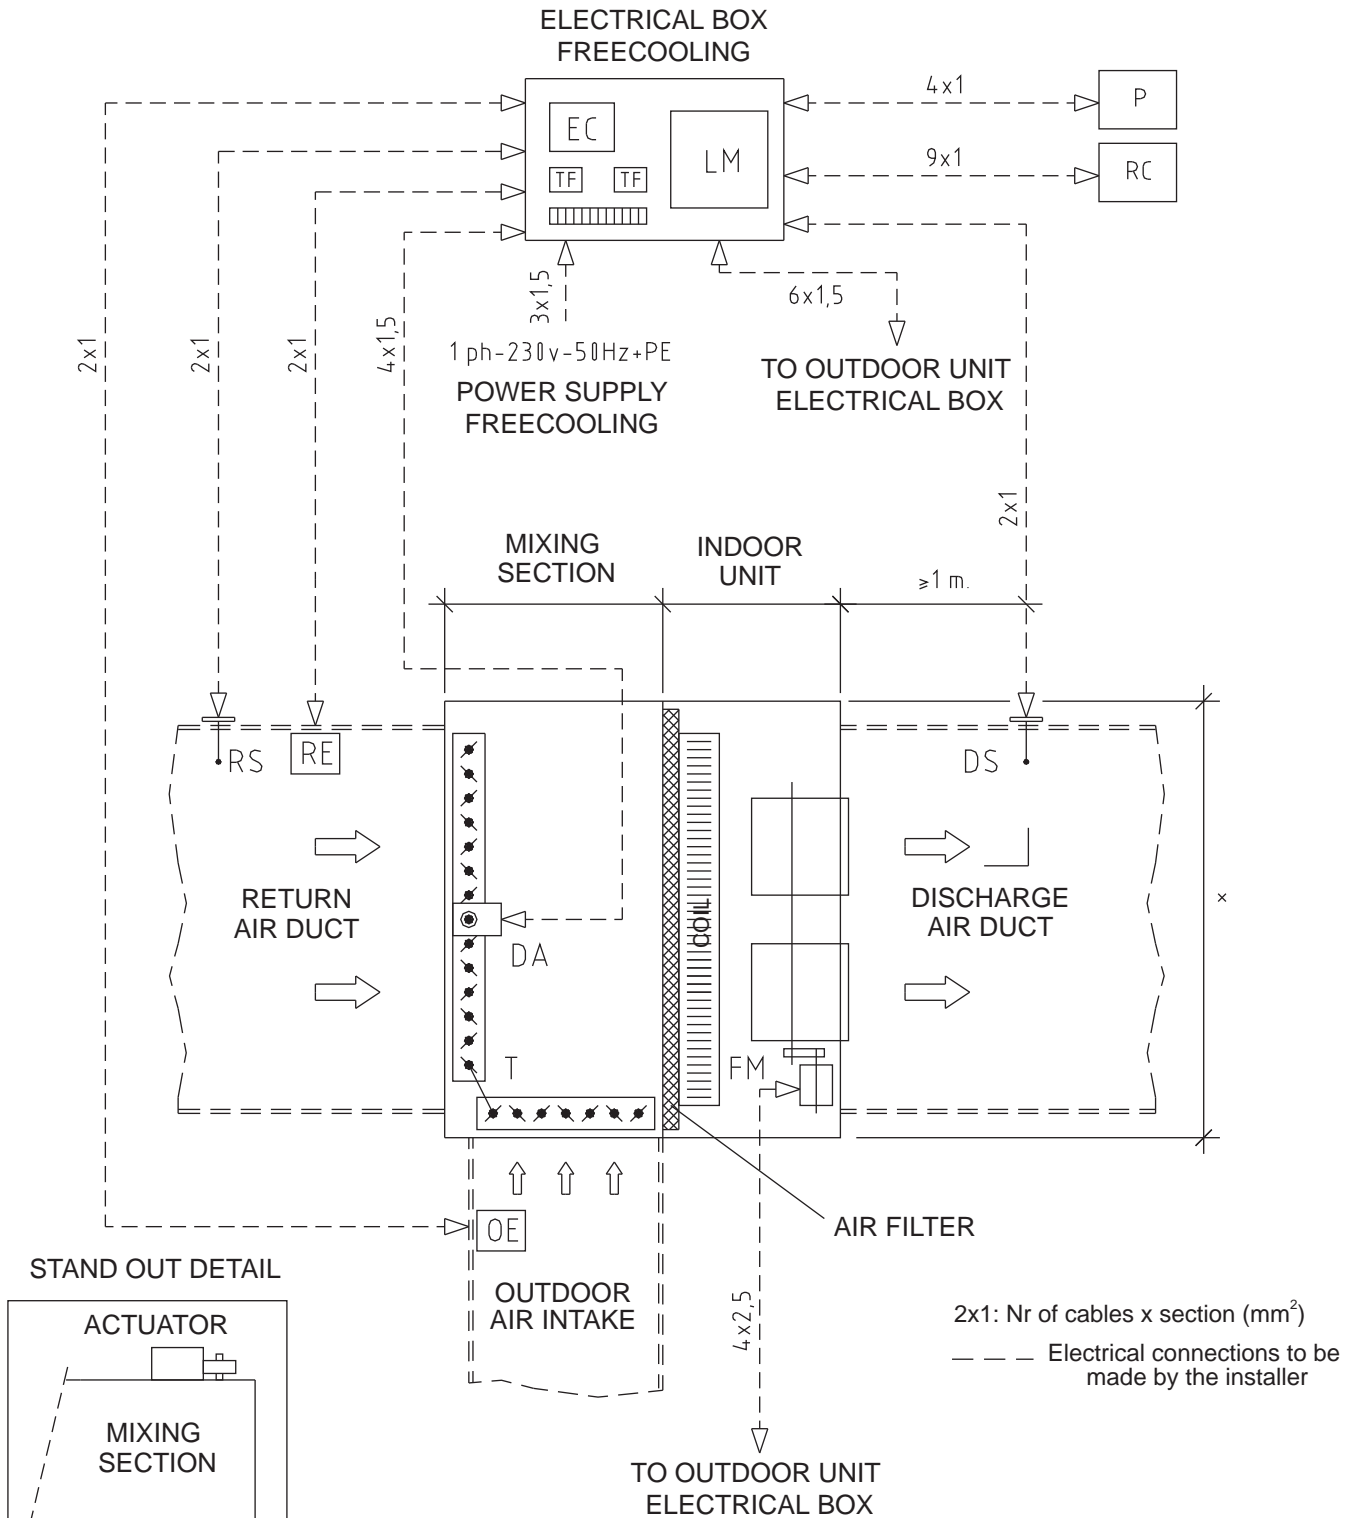 ELECTRICAL BOX
FREECOOLING
EC
TF
TF
LM
4x1
P
9x1
RC
2x1
2x1
2x1
4x1,5
3x1,5
1 ph-230v-50Hz+PE
POWER SUPPLY
FREECOOLING
6x1,5
TO OUTDOOR UNIT
ELECTRICAL BOX
2x1
MIXING
SECTION
INDOOR
UNIT
≥1 m.
RS
RE
DS
RETURN
AIR DUCT
DA
COIL
DISCHARGE
AIR DUCT
x
T
FM
OE
AIR FILTER
OUTDOOR
AIR INTAKE
4x2,5
TO OUTDOOR UNIT
ELECTRICAL BOX
STAND OUT DETAIL
ACTUATOR
MIXING
SECTION
2x1: Nr of cables x section (mm²)
Electrical connections to be
made by the installer